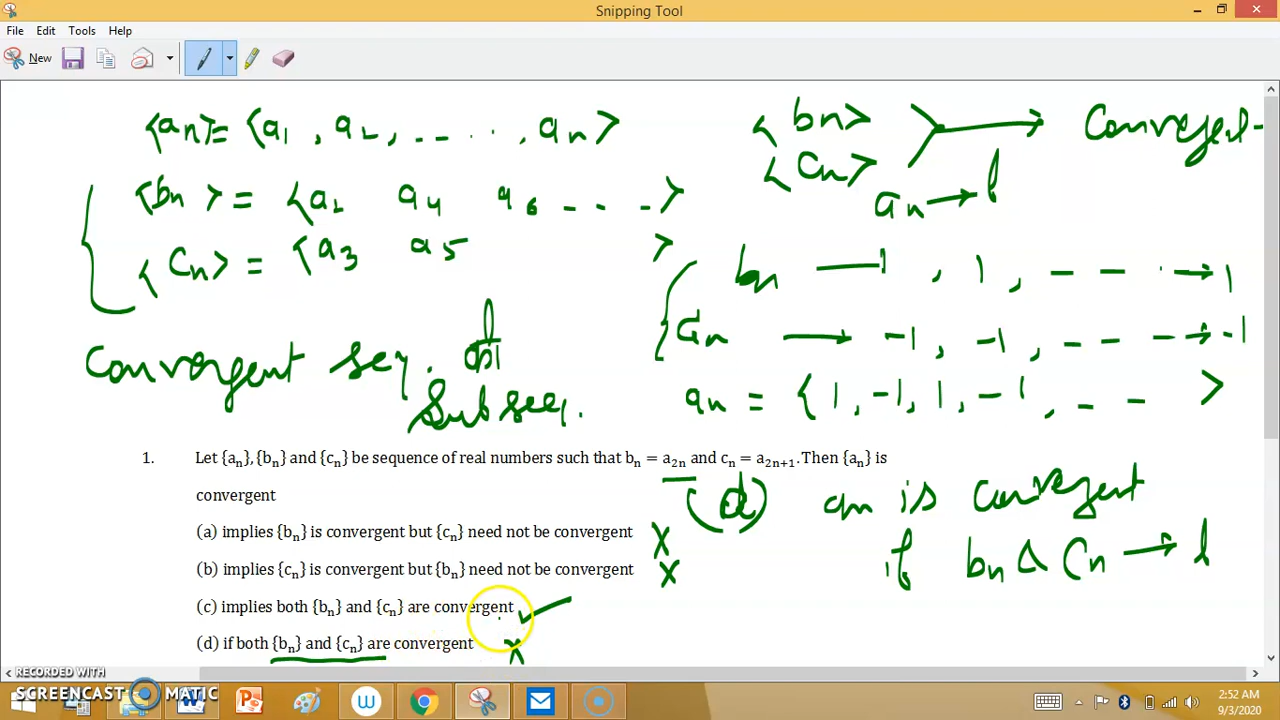 Snipping Tool
File Edit Tools Help
New
<an> = <a1, a2, -- .. , an>
<bn> = <a2 a4 a6 - - - >
<cn> = <a3 a5 >
Convergent seq.
Subseq.
<bn>
<cn>
Convergent
an → l
bn — 1, 1, - - · → 1
→ -1, -1, - - → -1
an = {1, -1, 1, -1, - - >
1. Let {aₙ},{bₙ} and {cₙ} be sequence of real numbers such that bₙ = a₂ₙ and cₙ = a₂ₙ₊₁.Then {aₙ} is
convergent
(a) implies {bₙ} is convergent but {cₙ} need not be convergent X
(b) implies {cₙ} is convergent but {bₙ} need not be convergent X
(c) implies both {bₙ} and {cₙ} are convergent ✓
(d) if both {bₙ} and {cₙ} are convergent X
(d) an is convergent
if bn & cn → l
RECORDED WITH
SCREENCAST MATIC
2:52 AM
9/3/2020